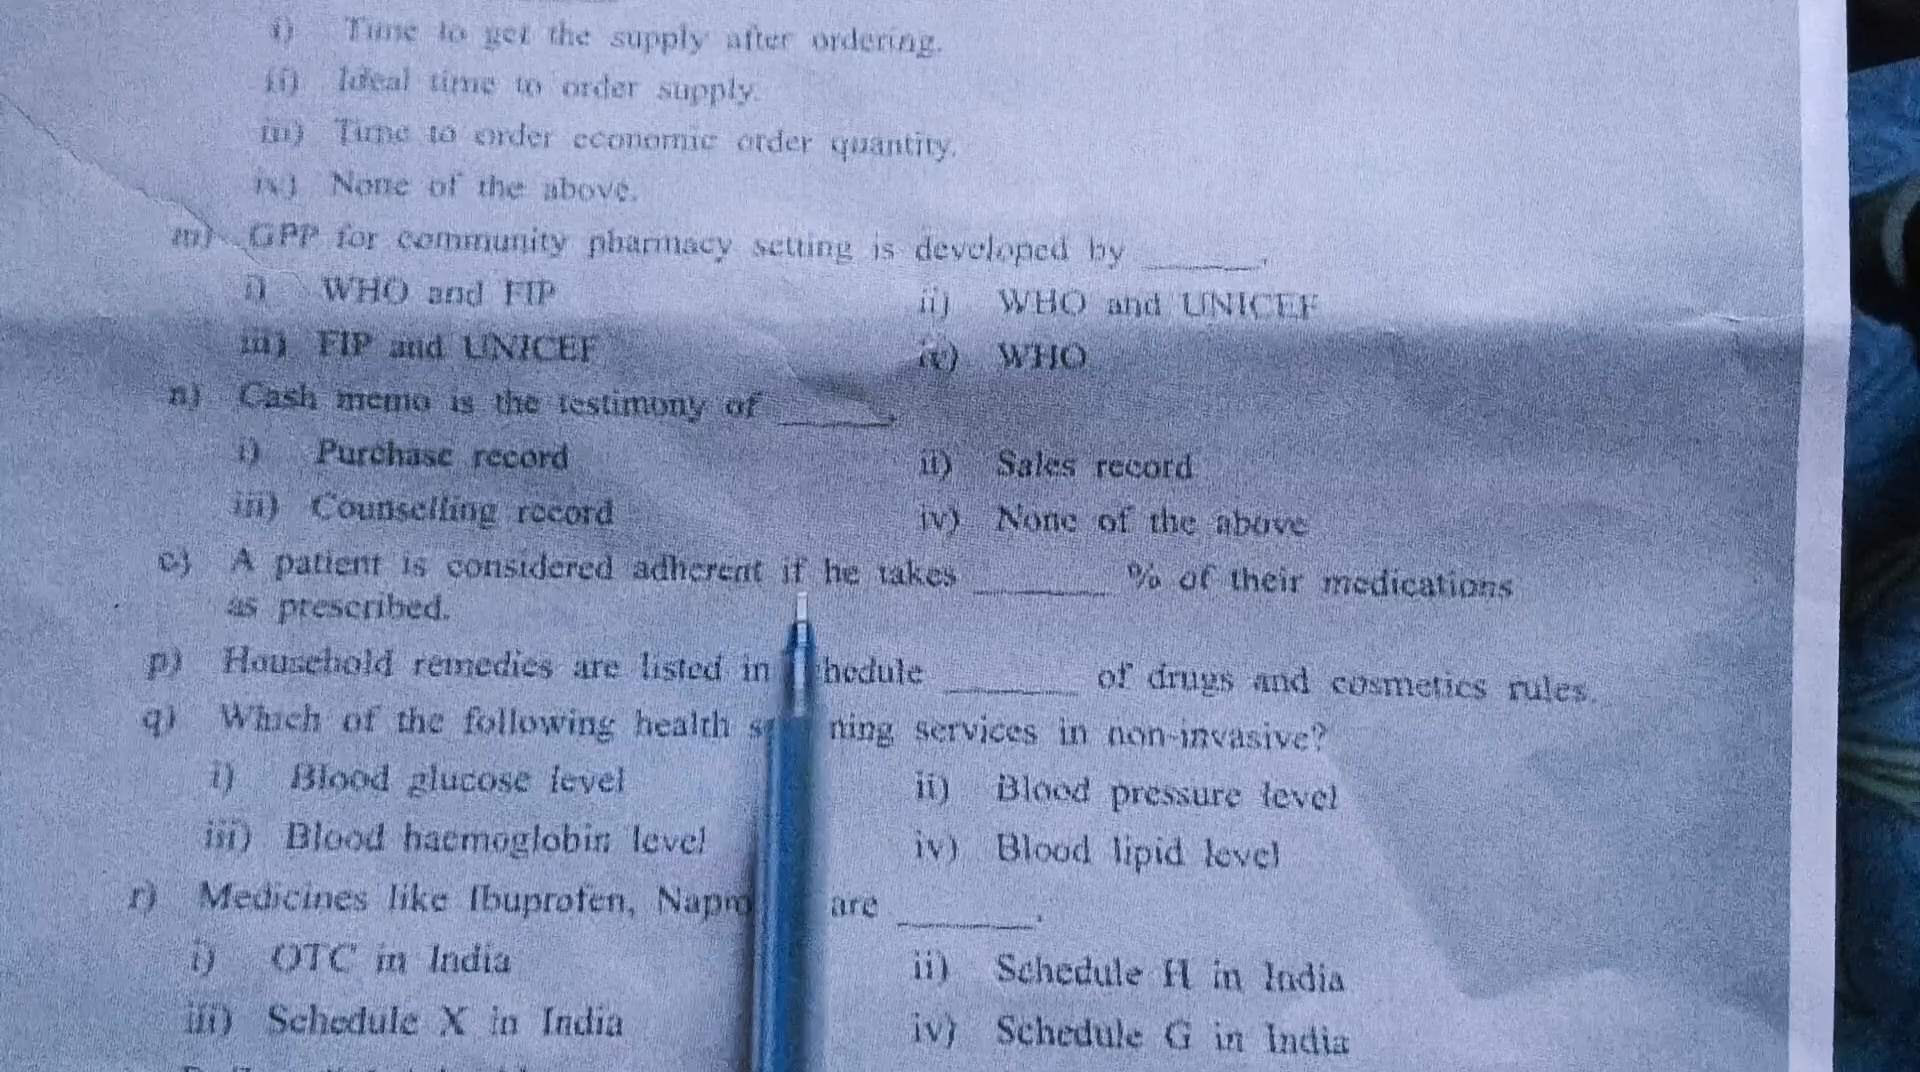 i) Time to get the supply after ordering.
ii) Ideal time to order supply.
iii) Time to order economic order quantity.
iv) None of the above.
m) GPP for community pharmacy setting is developed by ______.
i) WHO and FIP ii) WHO and UNICEF
iii) FIP and UNICEF iv) WHO
n) Cash memo is the testimony of ______.
i) Purchase record ii) Sales record
iii) Counselling record iv) None of the above
o) A patient is considered adherent if he takes ______ % of their medications
as prescribed.
p) Household remedies are listed in hedule ______ of drugs and cosmetics rules.
q) Which of the following health s ning services in non-invasive?
i) Blood glucose level ii) Blood pressure level
iii) Blood haemoglobin level iv) Blood lipid level
r) Medicines like Ibuprofen, Napro are ______.
i) OTC in India ii) Schedule H in India
iii) Schedule X in India iv) Schedule G in India